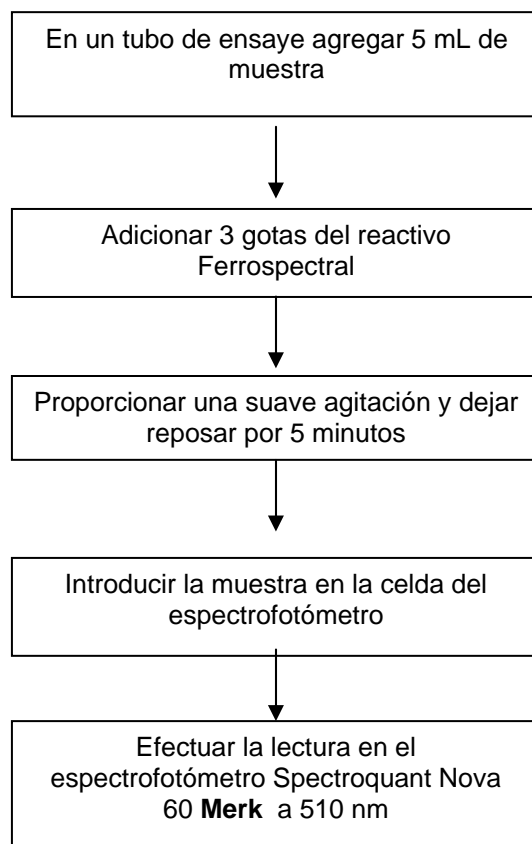 En un tubo de ensaye agregar 5 mL de
muestra
Adicionar 3 gotas del reactivo
Ferrospectral
Proporcionar una suave agitación y dejar
reposar por 5 minutos
Introducir la muestra en la celda del
espectrofotómetro
Efectuar la lectura en el
espectrofotómetro Spectroquant Nova
60 Merk a 510 nm